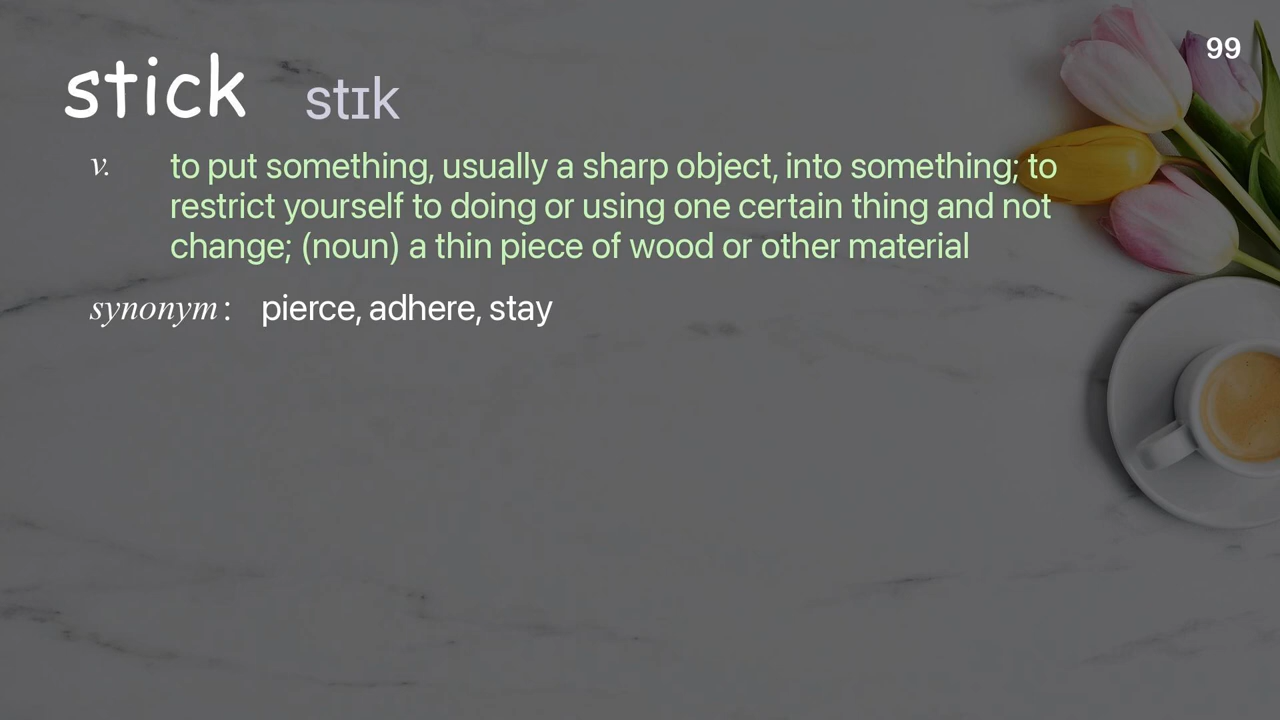 99
stick stɪk
v. to put something, usually a sharp object, into something; to
restrict yourself to doing or using one certain thing and not
change; (noun) a thin piece of wood or other material
synonym : pierce, adhere, stay